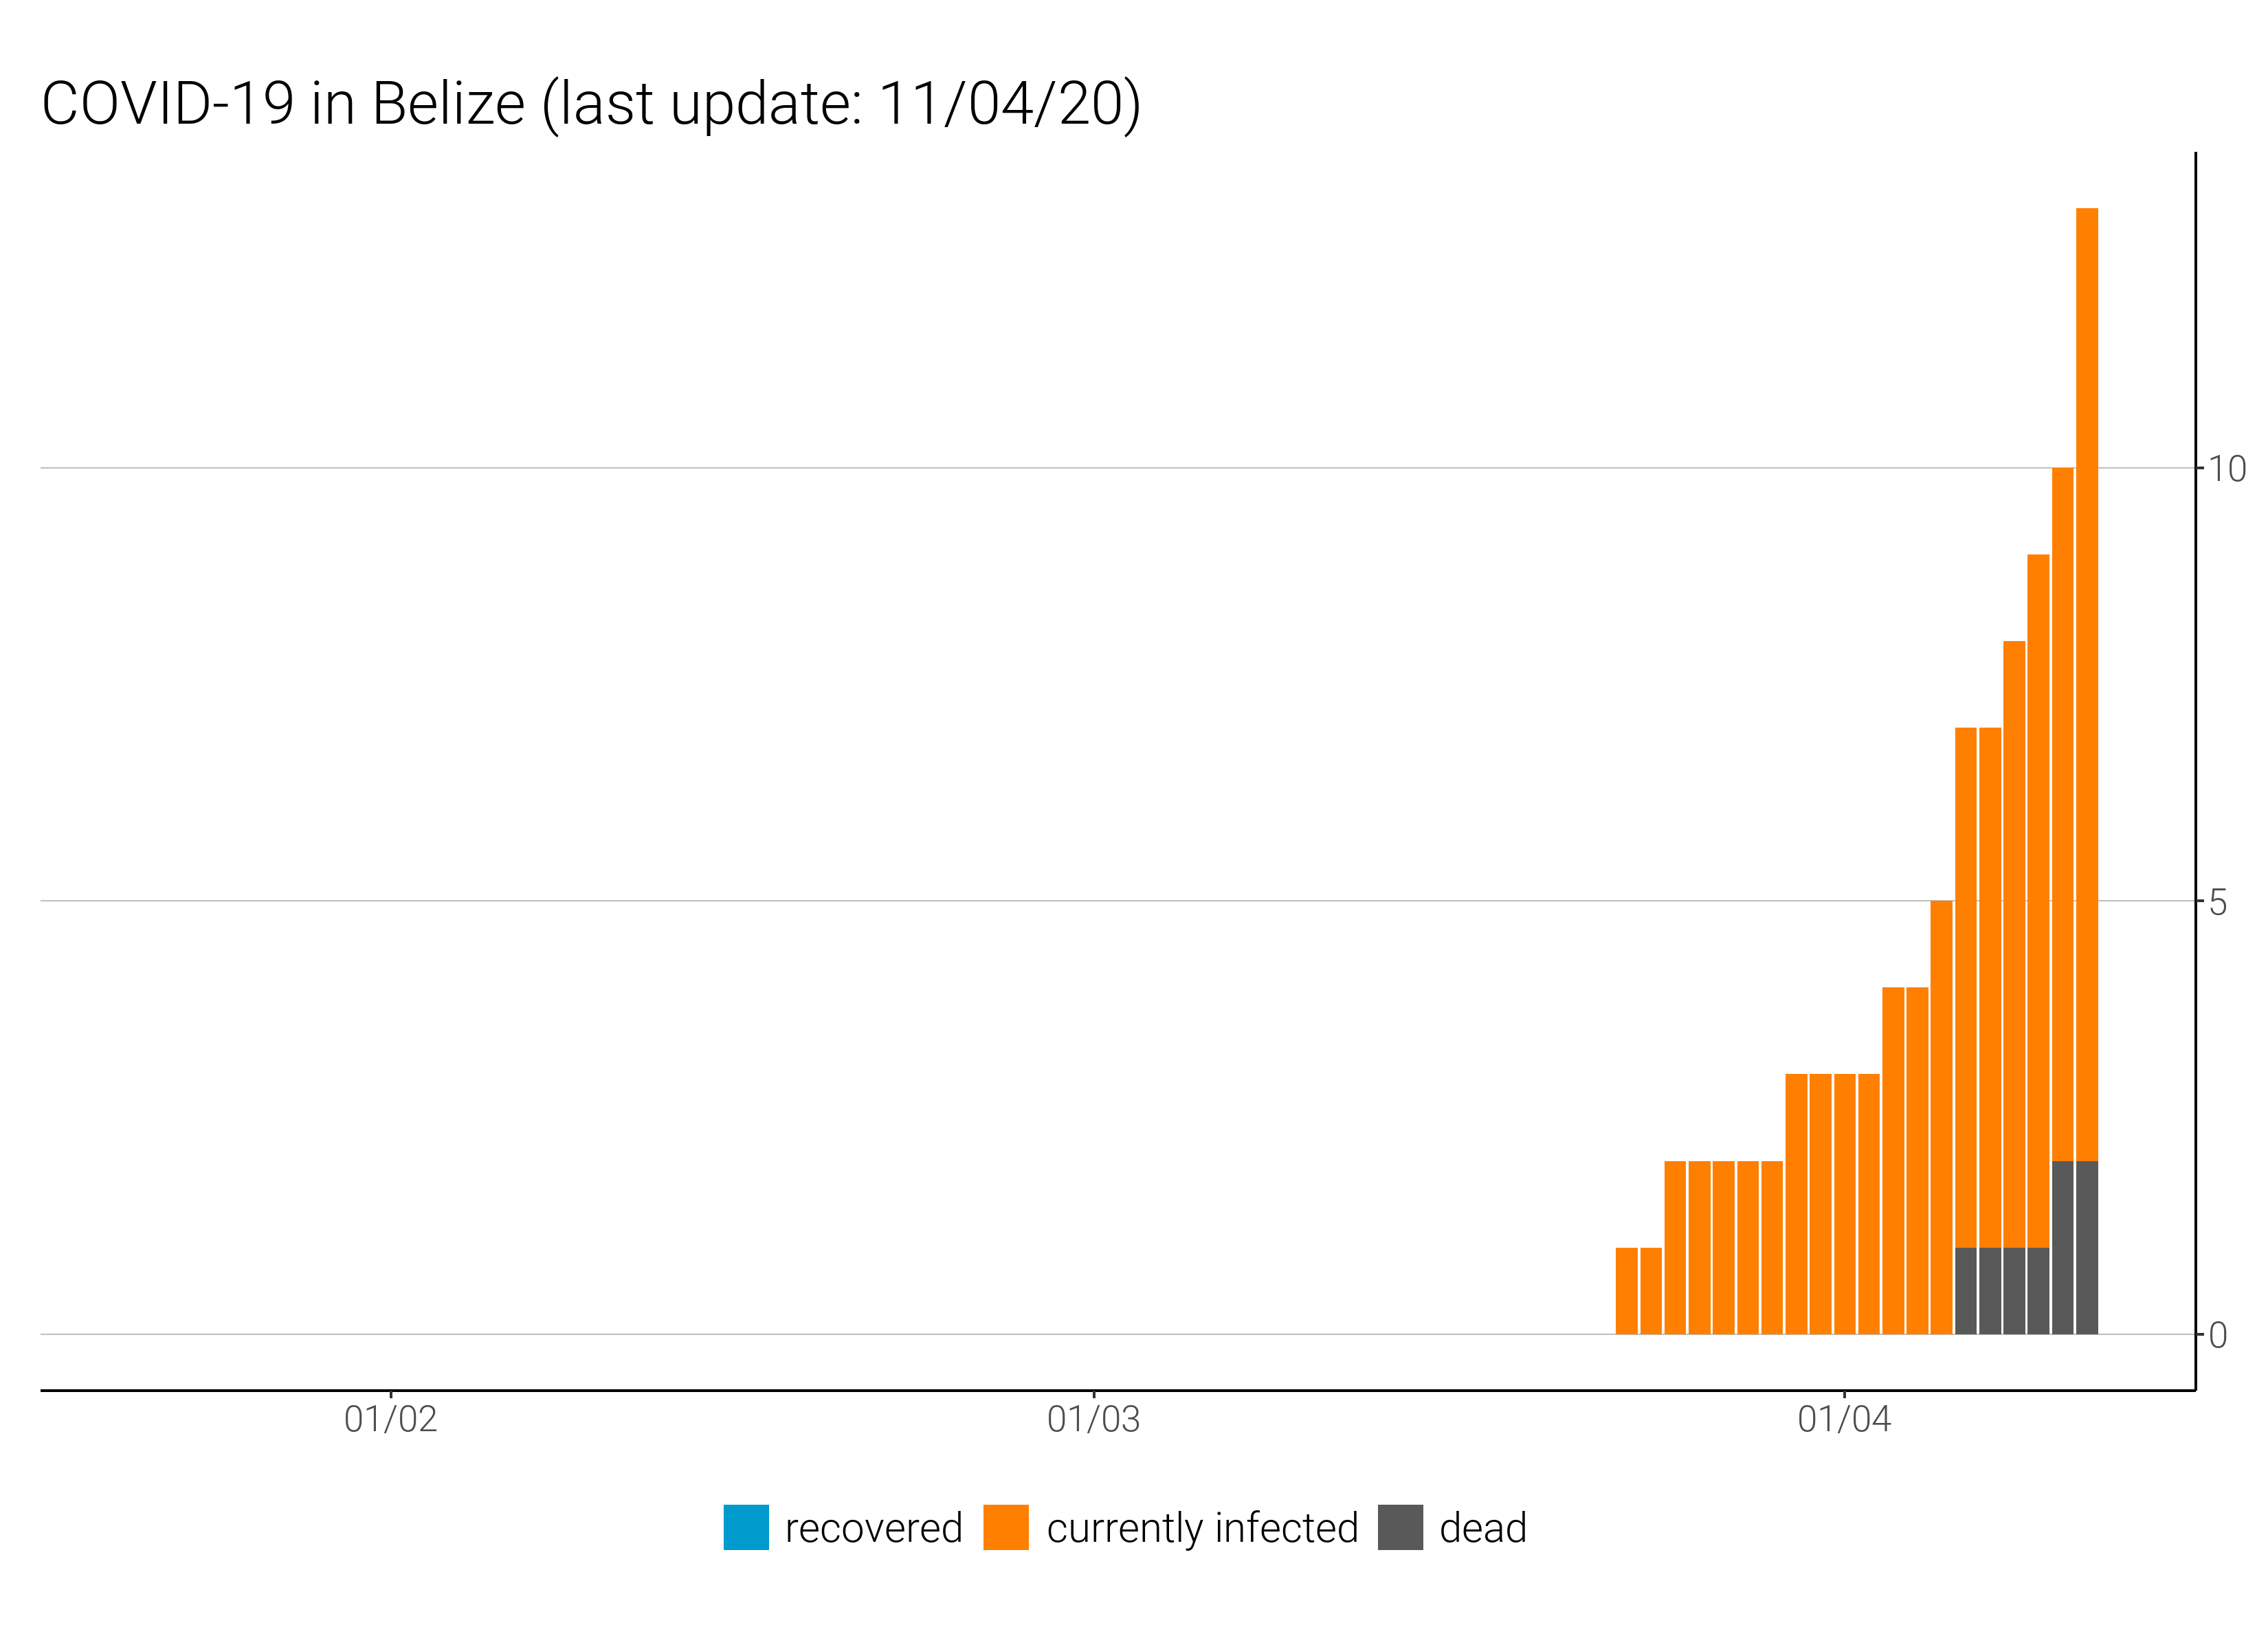 COVID-19 in Belize (last update: 11/04/20)
10
5
0
01/02 01/03 01/04
recovered currently infected dead